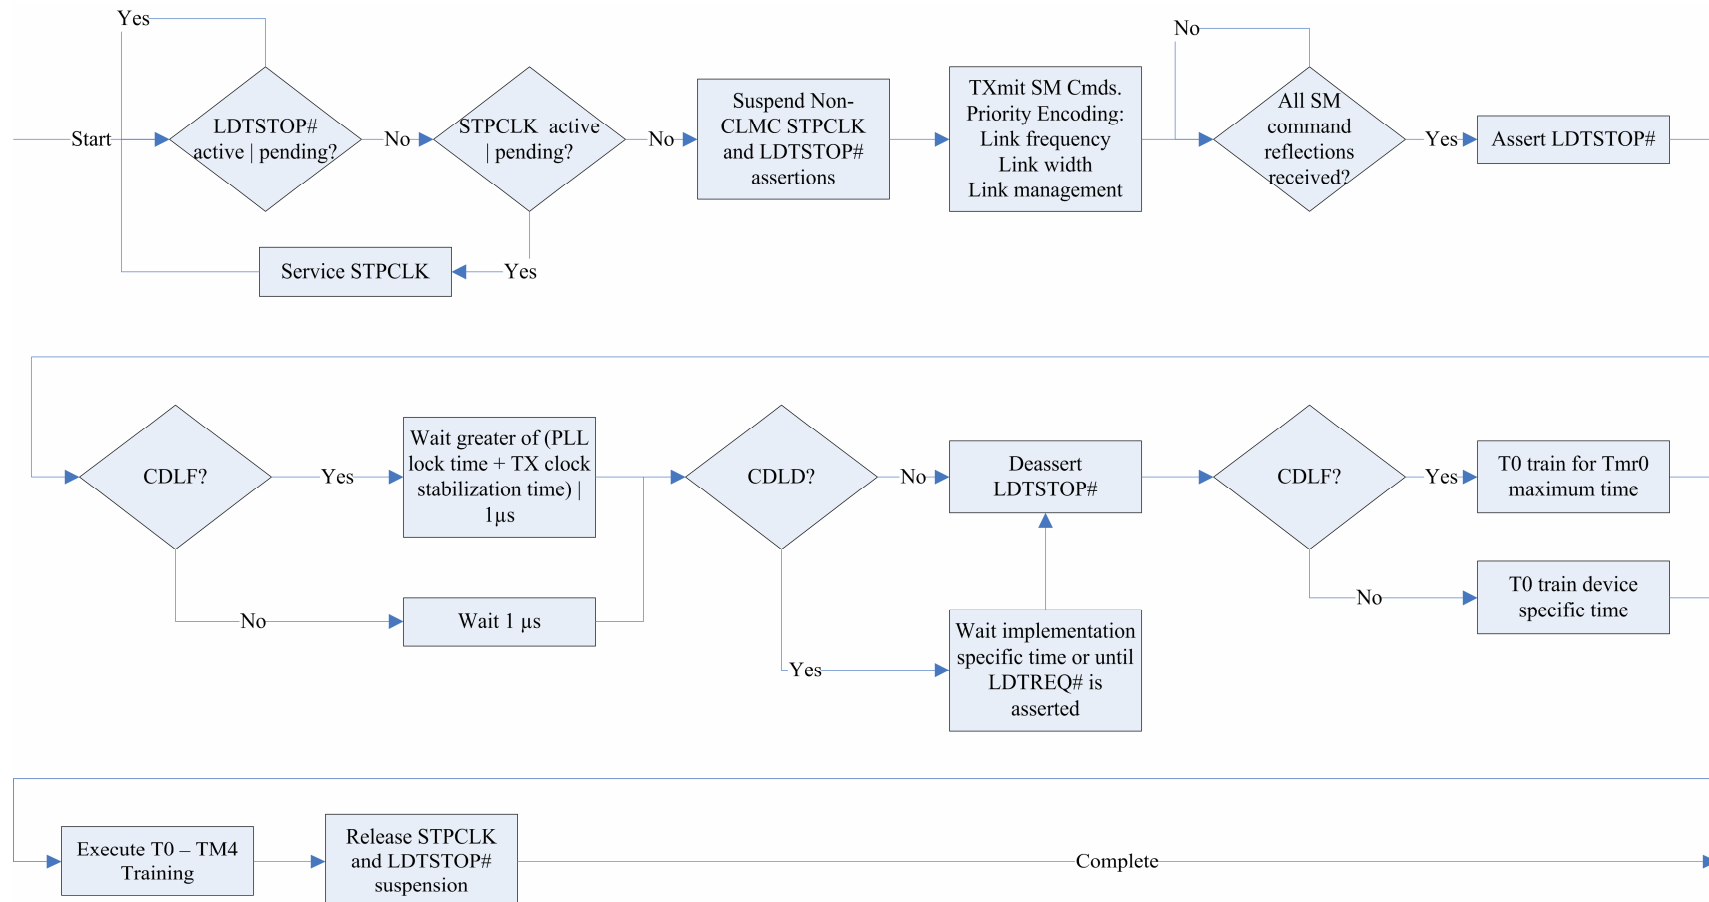 Yes
Start
LDTSTOP#
active | pending?
No
STPCLK active
| pending?
No
Suspend Non-
CLMC STPCLK
and LDTSTOP#
assertions
TXmit SM Cmds.
Priority Encoding:
Link frequency
Link width
Link management
No
All SM
command
reflections
received?
Yes
Assert LDTSTOP#
Service STPCLK
Yes
CDLF?
Yes
Wait greater of (PLL
lock time + TX clock
stabilization time) |
1µs
No
Wait 1 µs
CDLD?
No
Deassert
LDTSTOP#
Yes
Wait implementation
specific time or until
LDTREQ# is
asserted
CDLF?
Yes
T0 train for Tmr0
maximum time
No
T0 train device
specific time
Execute T0 – TM4
Training
Release STPCLK
and LDTSTOP#
suspension
Complete